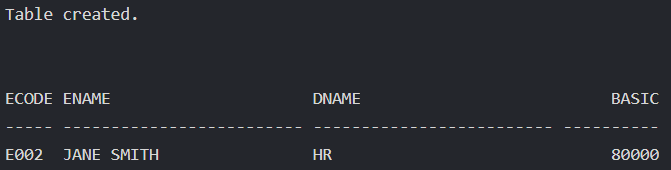 Table created.
ECODE ENAME                    DNAME                         BASIC
----- ------------------------ ------------------------ ----------
E002  JANE SMITH               HR                            80000